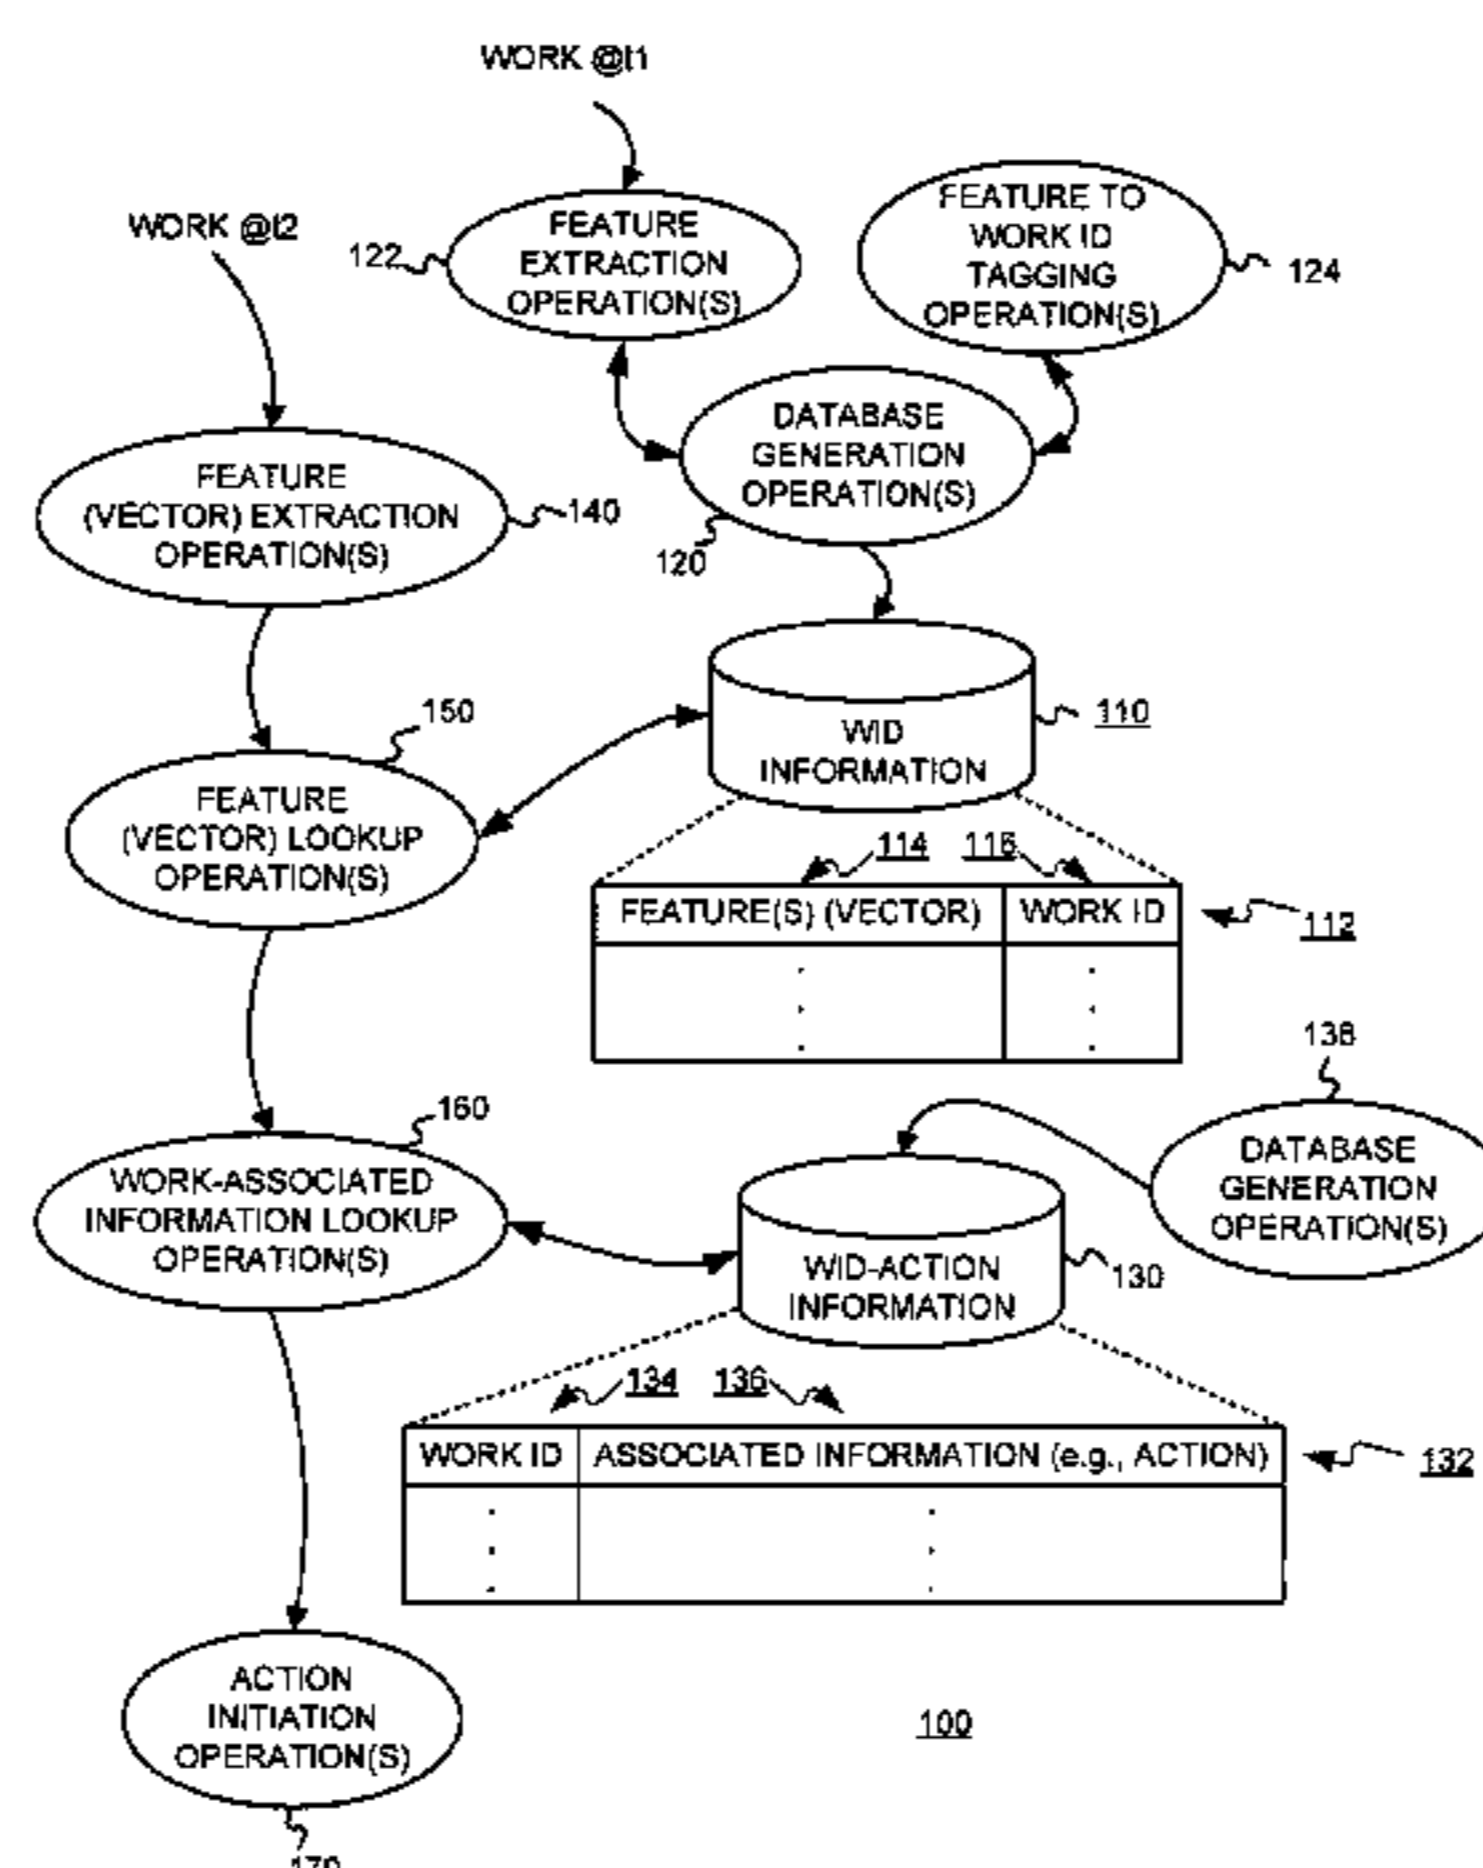 WORK @t1
WORK @t2
122
FEATURE
EXTRACTION
OPERATION(S)
FEATURE TO
WORK ID
TAGGING
OPERATION(S)
124
DATABASE
GENERATION
OPERATION(S)
120
FEATURE
(VECTOR) EXTRACTION
OPERATION(S)
140
WID
INFORMATION
110
150
FEATURE
(VECTOR) LOOKUP
OPERATION(S)
114
116
FEATURE(S) (VECTOR)
WORK ID
112
138
DATABASE
GENERATION
OPERATION(S)
160
WORK-ASSOCIATED
INFORMATION LOOKUP
OPERATION(S)
WID-ACTION
INFORMATION
130
134
136
WORK ID
ASSOCIATED INFORMATION (e.g., ACTION)
132
ACTION
INITIATION
OPERATION(S)
100
170